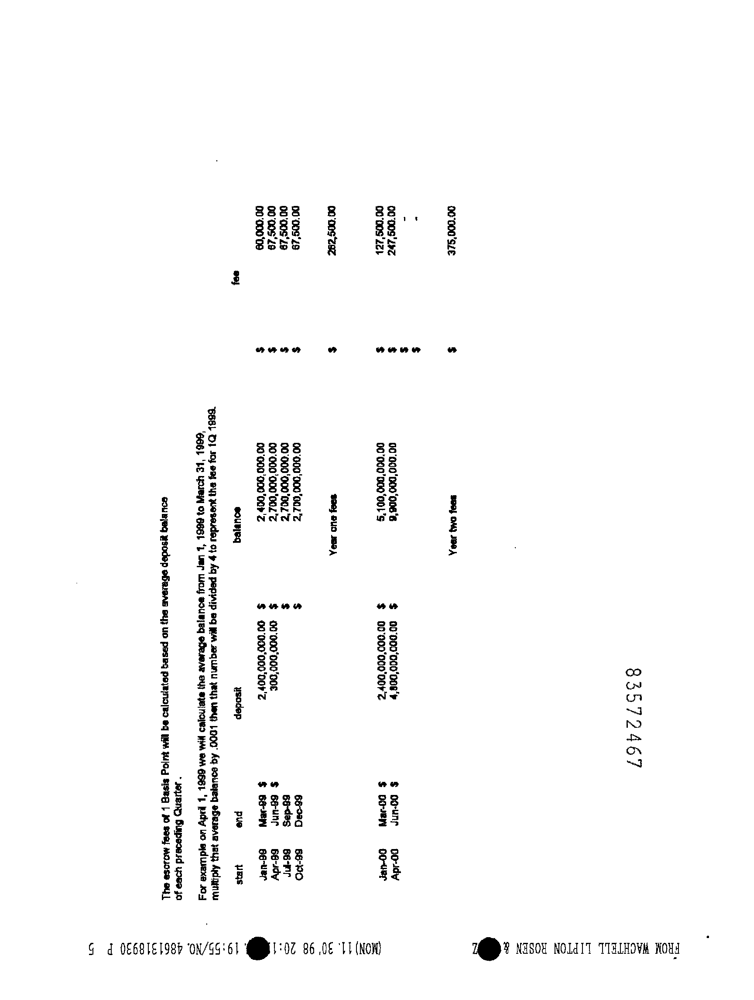 The escrow fees of 1 Basis Point will be calculated based on the average deposit balance
of each preceding Quarter.
For example on April 1, 1999 we will calculate the average balance from Jan 1, 1999 to March 31, 1999,
multiply that average balance by .0001 then that number will be divided by 4 to represent the fee for 1Q 1999.
start end deposit balance fee
Jan-99 Mar-99 $ 2,400,000,000.00 $ 2,400,000,000.00 $ 60,000.00
Apr-99 Jun-99 $ 300,000,000.00 $ 2,700,000,000.00 $ 67,500.00
Jul-99 Sep-99 $ 2,700,000,000.00 $ 67,500.00
Oct-99 Dec-99 $ 2,700,000,000.00 $ 67,500.00
Year one fees $ 262,500.00
Jan-00 Mar-00 $ 2,400,000,000.00 $ 5,100,000,000.00 $ 127,500.00
Apr-00 Jun-00 $ 4,800,000,000.00 $ 9,900,000,000.00 $ 247,500.00
$ -
$ -
Year two fees $ 375,000.00
83572467
FROM WACHTELL LIPTON ROSEN & Z (MON) 11. 30' 98 20:1 19:55/NO. 4861318930 P 5